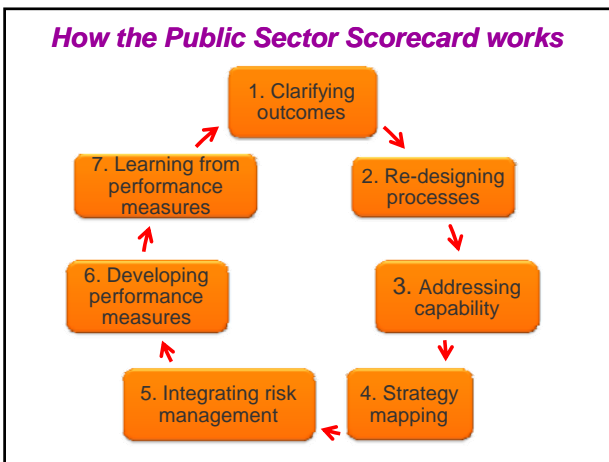 How the Public Sector Scorecard works
1. Clarifying
outcomes
2. Re-designing
processes
3. Addressing
capability
4. Strategy
mapping
5. Integrating risk
management
6. Developing
performance
measures
7. Learning from
performance
measures